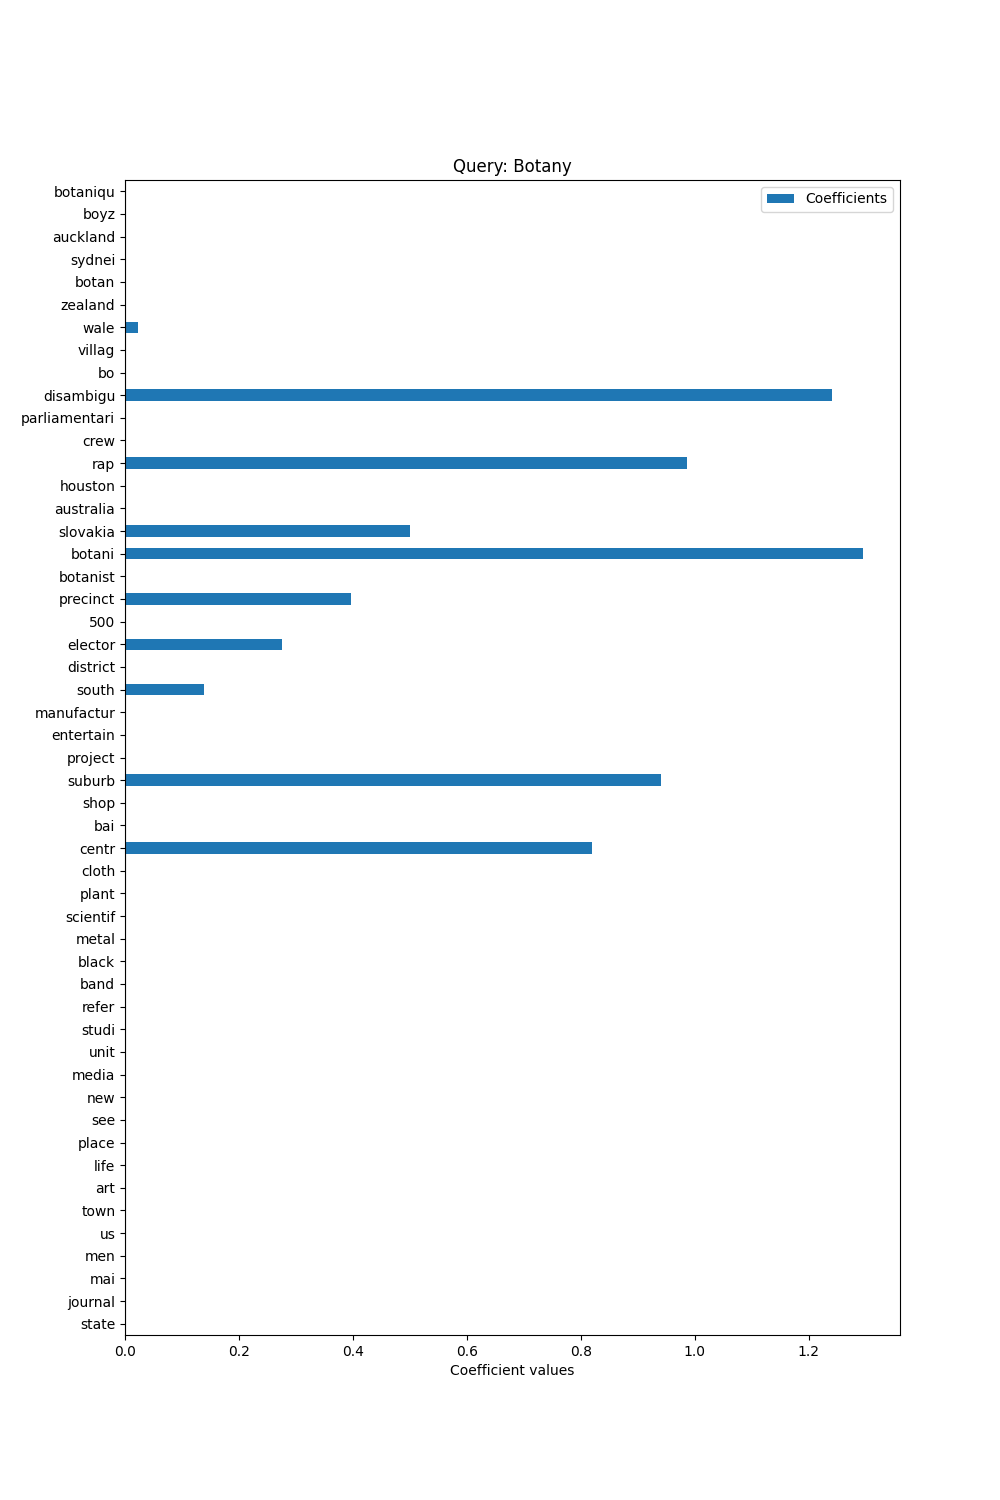 Query: Botany
Coefficients
botaniqu
boyz
auckland
sydnei
botan
zealand
wale
villag
bo
disambigu
parliamentari
crew
rap
houston
australia
slovakia
botani
botanist
precinct
500
elector
district
south
manufactur
entertain
project
suburb
shop
bai
centr
cloth
plant
scientif
metal
black
band
refer
studi
unit
media
new
see
place
life
art
town
us
men
mai
journal
state
0.0 0.2 0.4 0.6 0.8 1.0 1.2
Coefficient values